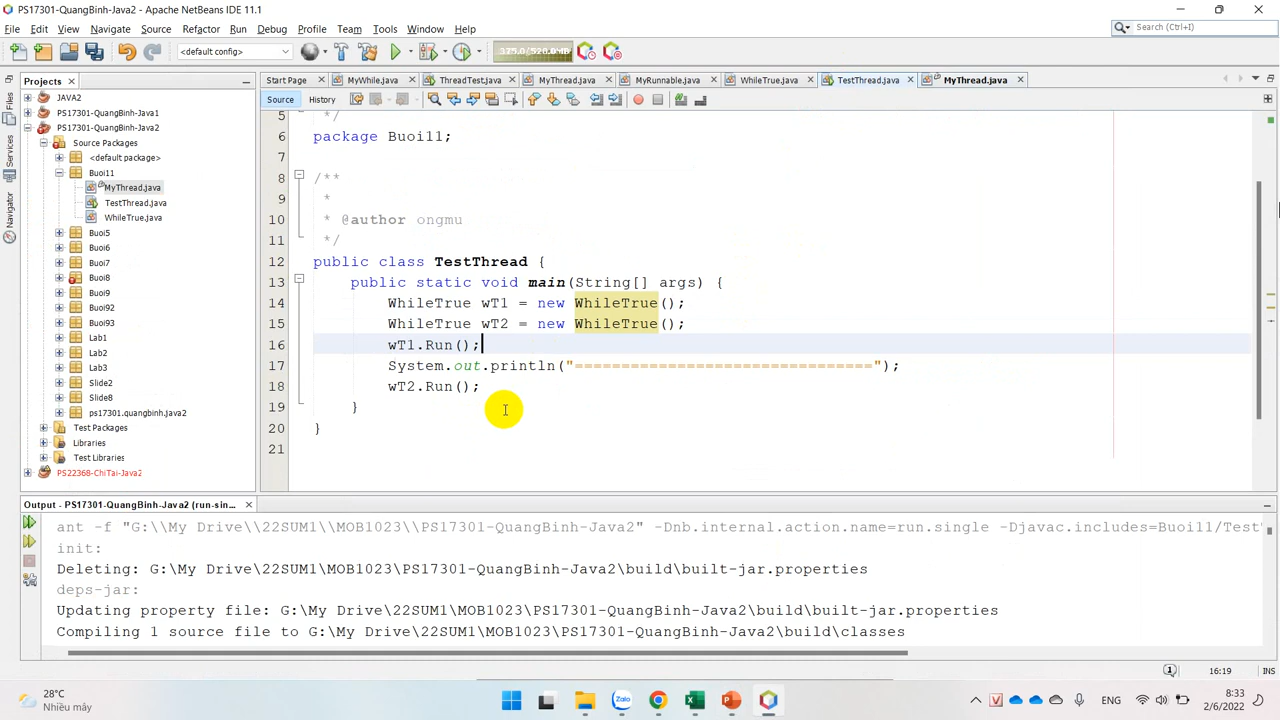 PS17301-QuangBinh-Java2 - Apache NetBeans IDE 11.1
File Edit View Navigate Source Refactor Run Debug Profile Team Tools Window Help
Search (Ctrl+I)
<default config>
375.0/520.0MB
Projects
Files
Services
Navigator
JAVA2
PS17301-QuangBinh-Java1
PS17301-QuangBinh-Java2
Source Packages
<default package>
Buoi11
MyThread.java
TestThread.java
WhileTrue.java
Buoi5
Buoi6
Buoi7
Buoi8
Buoi9
Buoi92
Buoi93
Lab1
Lab2
Lab3
Slide2
Slide8
ps17301.quangbinh.java2
Test Packages
Libraries
Test Libraries
PS22368-ChiTai-Java2
Start Page MyWhile.java ThreadTest.java MyThread.java MyRunnable.java WhileTrue.java TestThread.java MyThread.java
Source History
5 */
6 package Buoi11;
7
8 /**
9 *
10 * @author ongmu
11 */
12 public class TestThread {
13 public static void main(String[] args) {
14 WhileTrue wT1 = new WhileTrue();
15 WhileTrue wT2 = new WhileTrue();
16 wT1.Run();
17 System.out.println("================================");
18 wT2.Run();
19 }
20 }
21
Output - PS17301-QuangBinh-Java2 (run-sin...
ant -f "G:\\My Drive\\22SUM1\\MOB1023\\PS17301-QuangBinh-Java2" -Dnb.internal.action.name=run.single -Djavac.includes=Buoi11/Test
init:
Deleting: G:\My Drive\22SUM1\MOB1023\PS17301-QuangBinh-Java2\build\built-jar.properties
deps-jar:
Updating property file: G:\My Drive\22SUM1\MOB1023\PS17301-QuangBinh-Java2\build\built-jar.properties
Compiling 1 source file to G:\My Drive\22SUM1\MOB1023\PS17301-QuangBinh-Java2\build\classes
1 16:19 INS
28°C
Nhiều mây
Zalo
ENG
8:33
2/6/2022